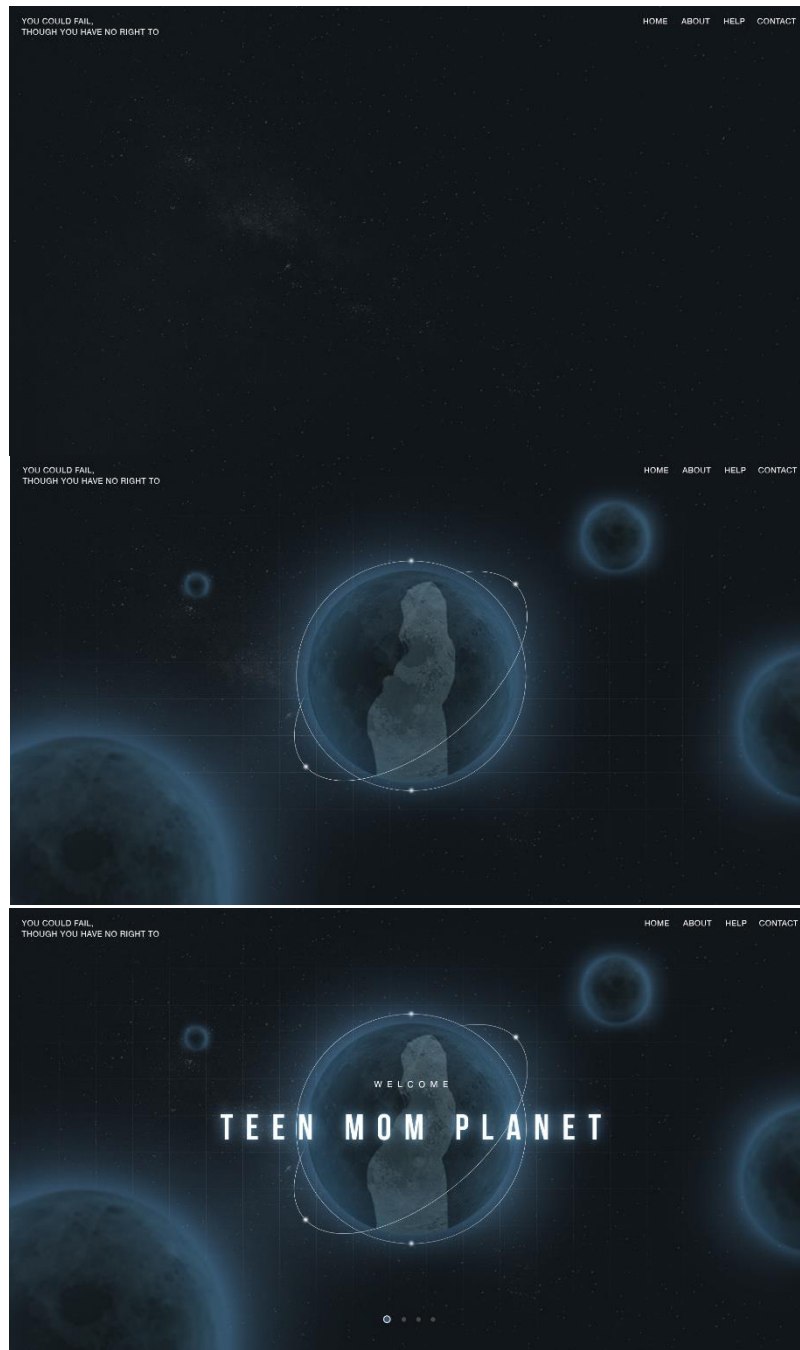 YOU COULD FAIL,
THOUGH YOU HAVE NO RIGHT TO
HOME ABOUT HELP CONTACT
YOU COULD FAIL,
THOUGH YOU HAVE NO RIGHT TO
HOME ABOUT HELP CONTACT
YOU COULD FAIL,
THOUGH YOU HAVE NO RIGHT TO
HOME ABOUT HELP CONTACT
WELCOME
TEEN MOM PLANET